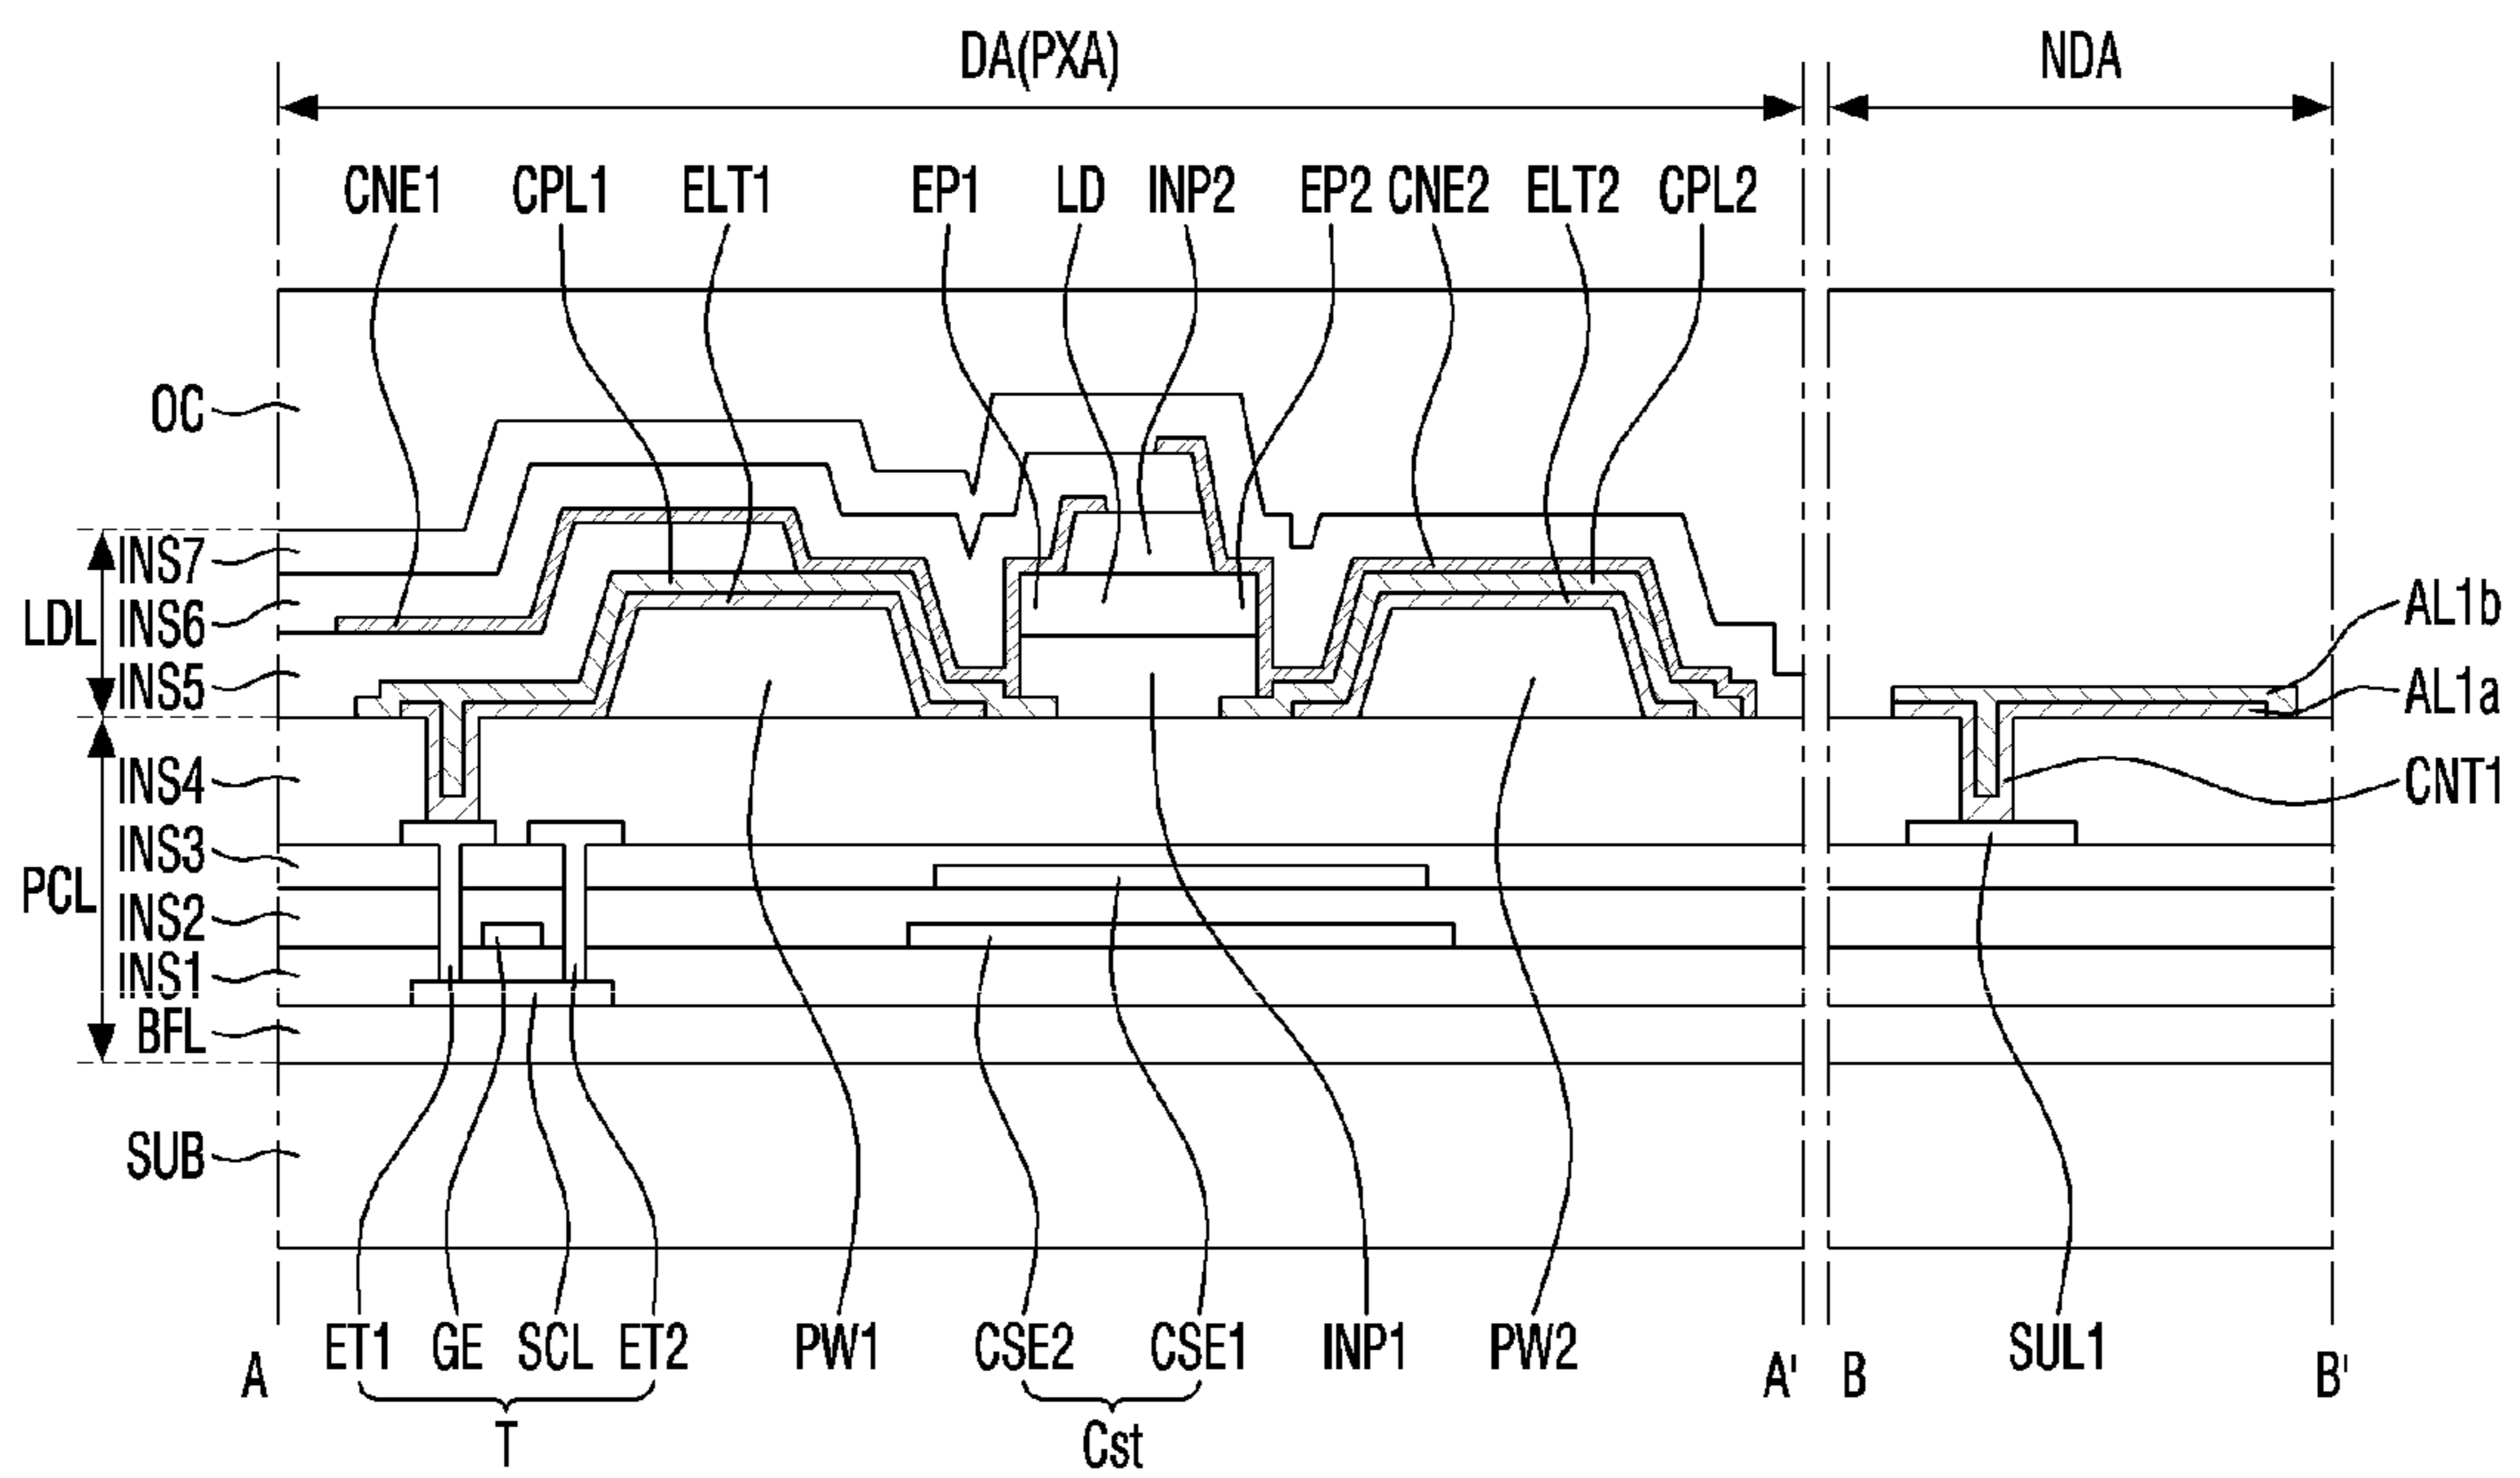 DA(PXA) NDA
CNE1 CPL1 ELT1 EP1 LD INP2 EP2 CNE2 ELT2 CPL2
OC
INS7
LDL INS6
INS5
AL1b
AL1a
CNT1
INS4
INS3
PCL
INS2
INS1
BFL
SUB
ET1 GE SCL ET2 PW1 CSE2 CSE1 INP1 PW2 SUL1
A A' B B'
T Cst